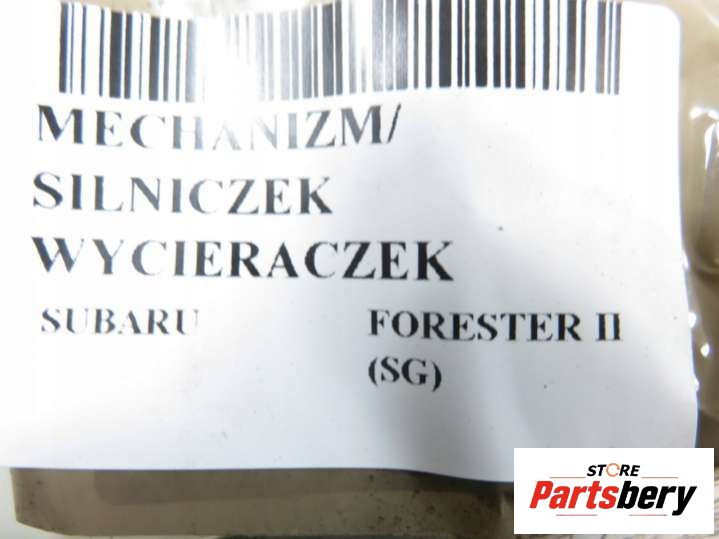 MECHANIZM/
SILNICZEK
WYCIERACZEK
SUBARU FORESTER II
(SG)
STORE
Partsbery